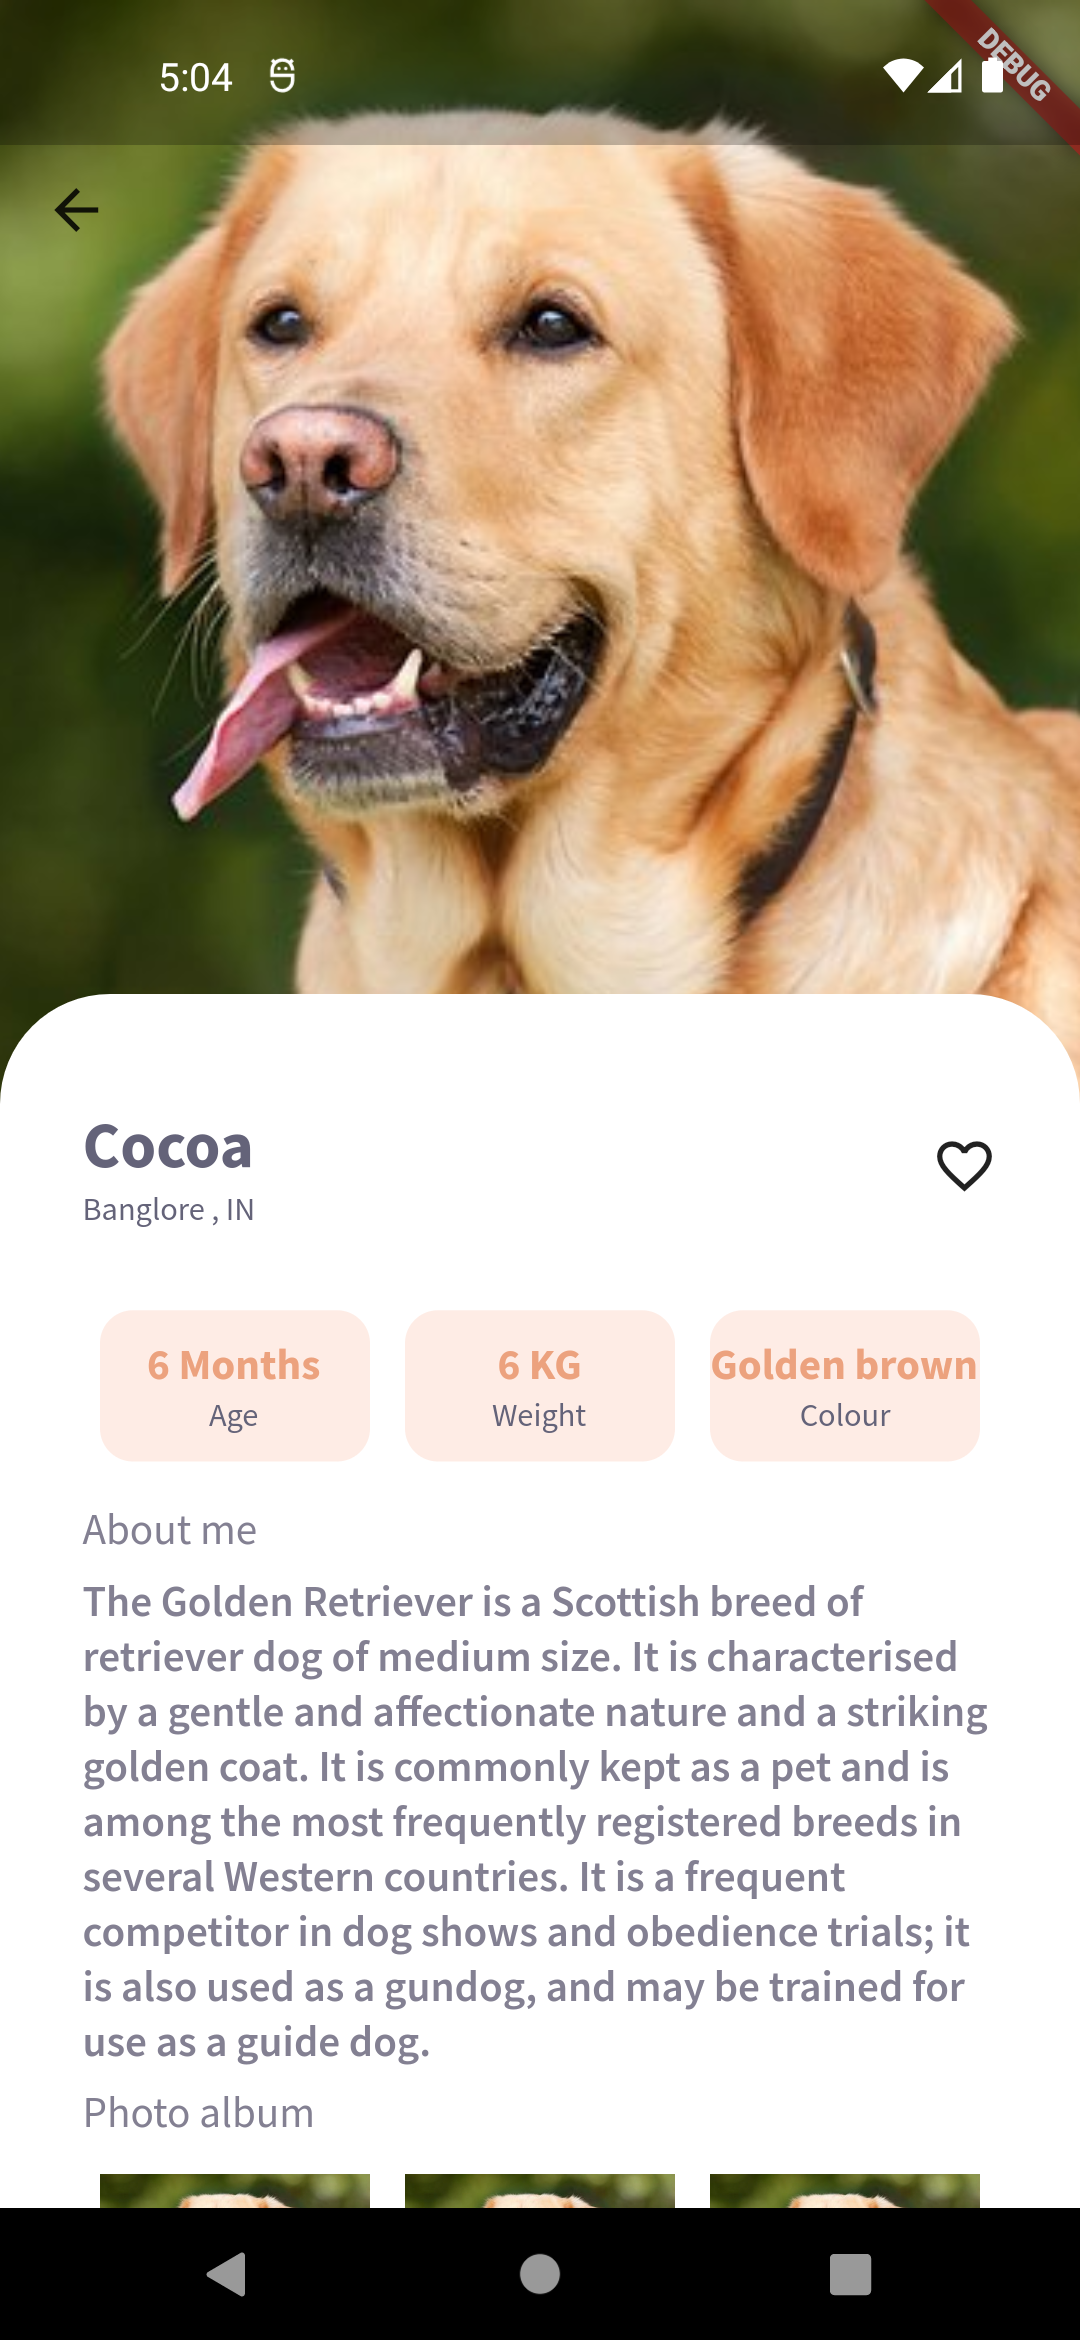 5:04
DEBUG
Cocoa
Banglore , IN
6 Months
Age
6 KG
Weight
Golden brown
Colour
About me
The Golden Retriever is a Scottish breed of
retriever dog of medium size. It is characterised
by a gentle and affectionate nature and a striking
golden coat. It is commonly kept as a pet and is
among the most frequently registered breeds in
several Western countries. It is a frequent
competitor in dog shows and obedience trials; it
is also used as a gundog, and may be trained for
use as a guide dog.
Photo album